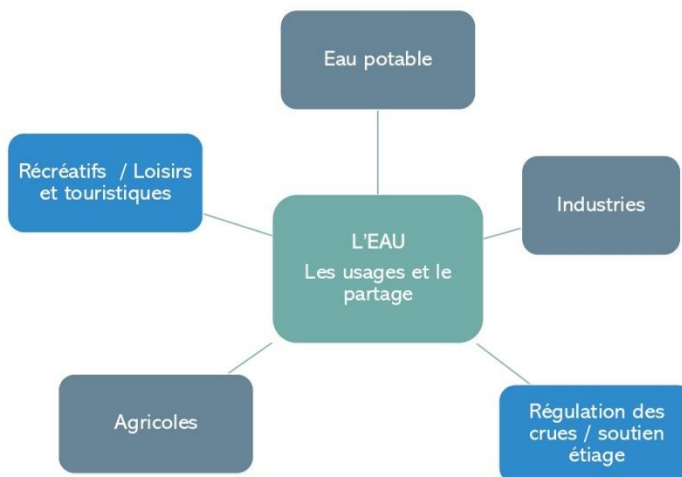 Eau potable
Récréatifs / Loisirs
et touristiques
Industries
L'EAU
Les usages et le
partage
Agricoles
Régulation des
crues / soutien
étiage